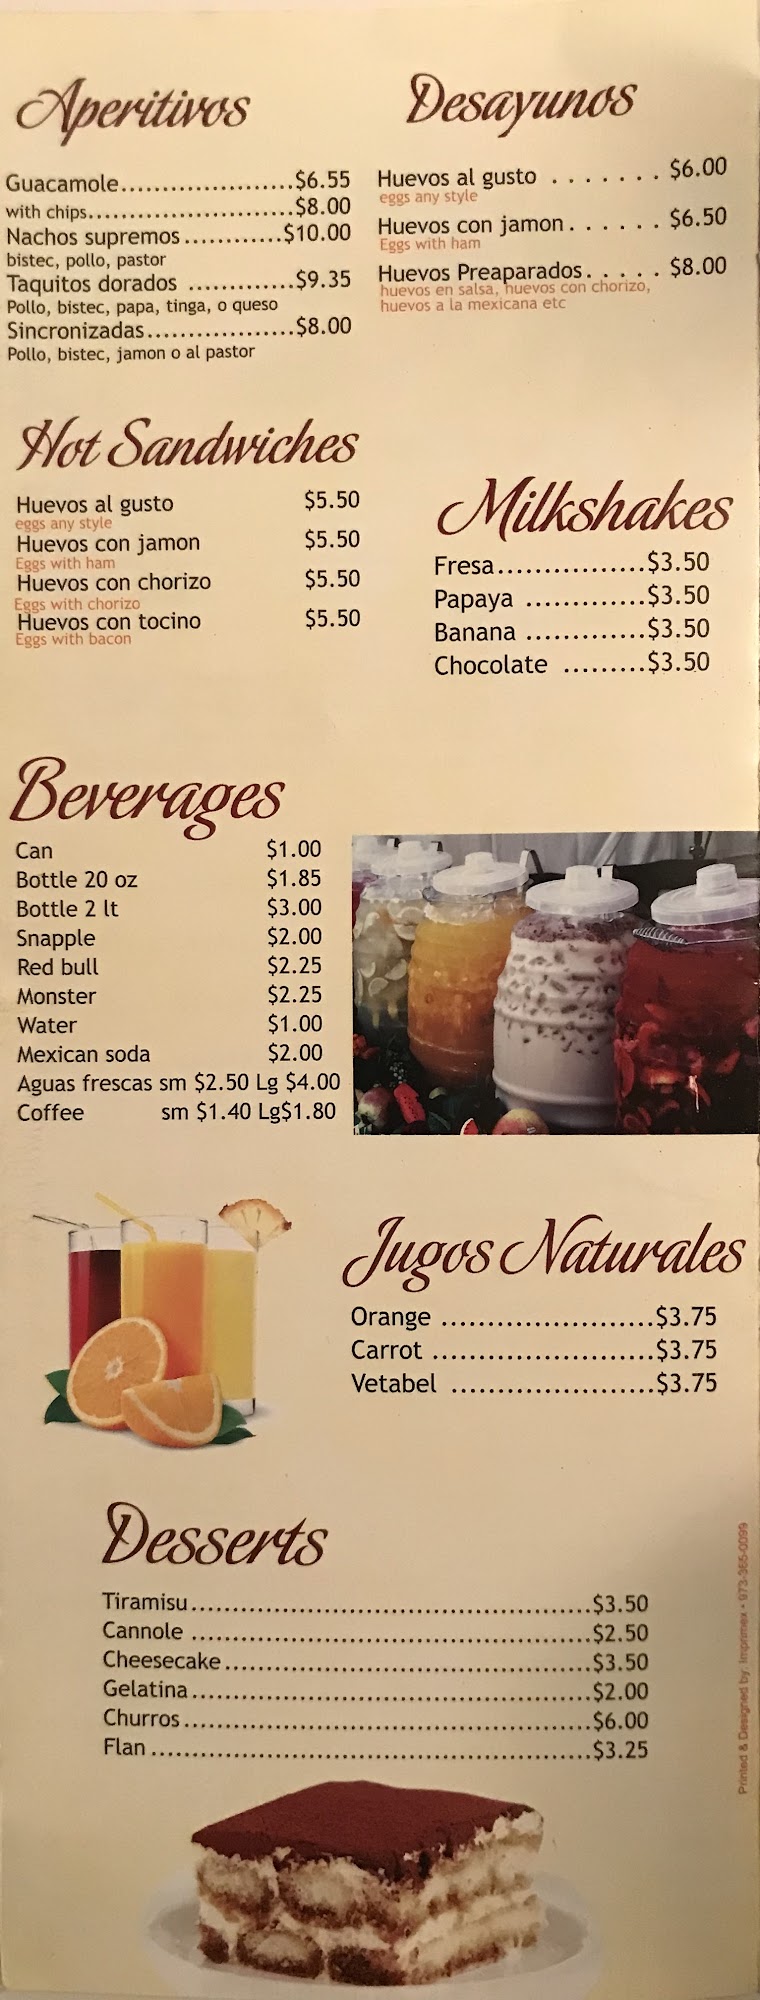 Aperitivos
Guacamole.....................$6.55
with chips.........................$8.00
Nachos supremos............$10.00
bistec, pollo, pastor
Taquitos dorados .............$9.35
Pollo, bistec, papa, tinga, o queso
Sincronizadas..................$8.00
Pollo, bistec, jamon o al pastor
Desayunos
Huevos al gusto . . . . . . . $6.00
eggs any style
Huevos con jamon. . . . . . $6.50
Eggs with ham
Huevos Preaparados. . . . . $8.00
huevos en salsa, huevos con chorizo,
huevos a la mexicana etc
Hot Sandwiches
Huevos al gusto $5.50
eggs any style
Huevos con jamon $5.50
Eggs with ham
Huevos con chorizo $5.50
Eggs with chorizo
Huevos con tocino $5.50
Eggs with bacon
Milkshakes
Fresa................$3.50
Papaya .............$3.50
Banana .............$3.50
Chocolate .........$3.50
Beverages
Can $1.00
Bottle 20 oz $1.85
Bottle 2 lt $3.00
Snapple $2.00
Red bull $2.25
Monster $2.25
Water $1.00
Mexican soda $2.00
Aguas frescas sm $2.50 Lg $4.00
Coffee sm $1.40 Lg$1.80
Jugos Naturales
Orange .......................$3.75
Carrot ........................$3.75
Vetabel ......................$3.75
Desserts
Tiramisu.............................................$3.50
Cannole .............................................$2.50
Cheesecake.........................................$3.50
Gelatina.............................................$2.00
Churros..............................................$6.00
Flan ..................................................$3.25
Printed & Designed by: Imprimex • 973-365-0099